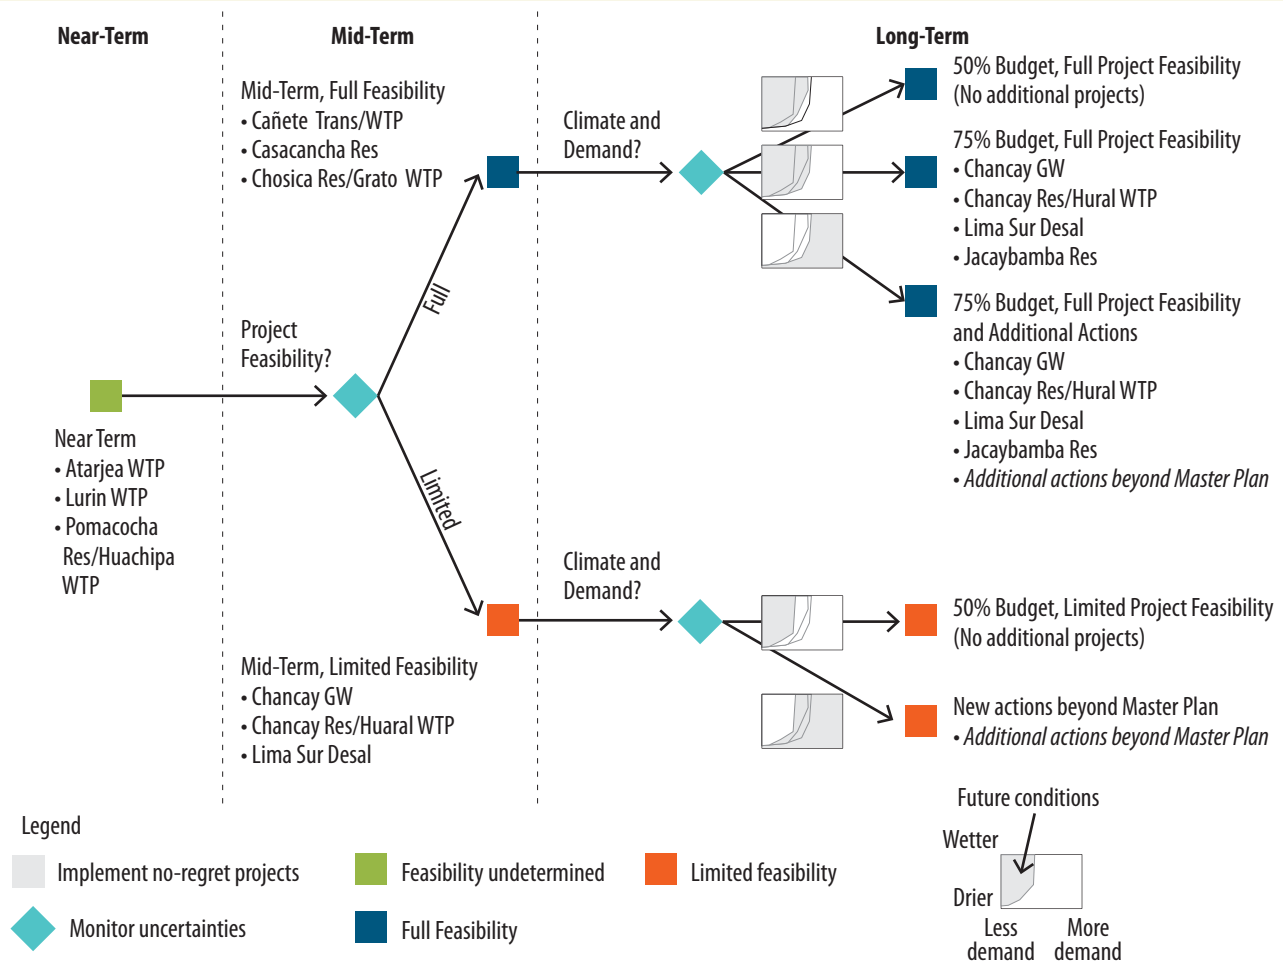 Near-Term
Mid-Term
Long-Term
Mid-Term, Full Feasibility
• Cañete Trans/WTP
• Casacancha Res
• Chosica Res/Grato WTP
Climate and
Demand?
50% Budget, Full Project Feasibility
(No additional projects)
75% Budget, Full Project Feasibility
• Chancay GW
• Chancay Res/Hural WTP
• Lima Sur Desal
• Jacaybamba Res
75% Budget, Full Project Feasibility
and Additional Actions
• Chancay GW
• Chancay Res/Hural WTP
• Lima Sur Desal
• Jacaybamba Res
• Additional actions beyond Master Plan
Full
Project
Feasibility?
Near Term
• Atarjea WTP
• Lurin WTP
• Pomacocha
Res/Huachipa
WTP
Limited
Climate and
Demand?
50% Budget, Limited Project Feasibility
(No additional projects)
Mid-Term, Limited Feasibility
• Chancay GW
• Chancay Res/Huaral WTP
• Lima Sur Desal
New actions beyond Master Plan
• Additional actions beyond Master Plan
Legend
Implement no-regret projects
Monitor uncertainties
Feasibility undetermined
Full Feasibility
Limited feasibility
Future conditions
Wetter
Drier
Less
demand
More
demand